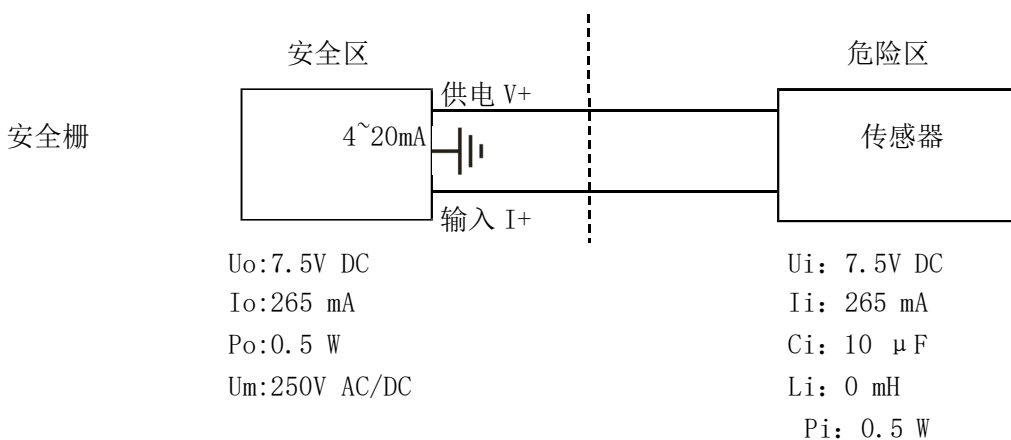 安全区
危险区
供电 V+
安全栅
4~20mA
传感器
输入 I+
Uo:7.5V DC
Io:265 mA
Po:0.5 W
Um:250V AC/DC
Ui：7.5V DC
Ii：265 mA
Ci：10 μF
Li：0 mH
Pi：0.5 W